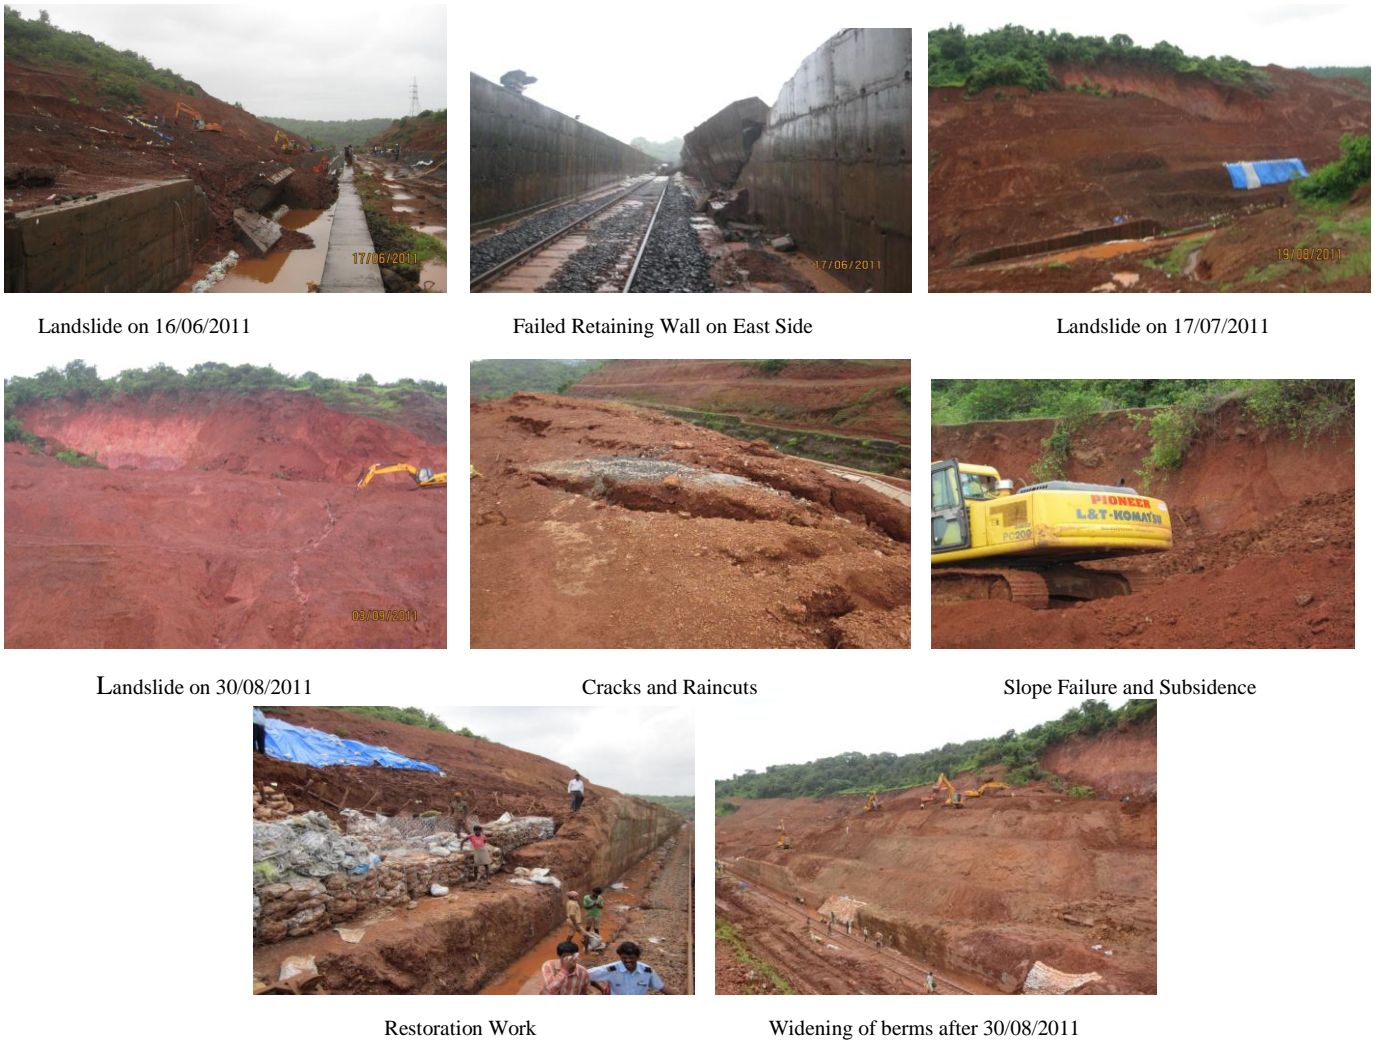 17/06/2011
17/06/2011
19/08/2011
Landslide on 16/06/2011
Failed Retaining Wall on East Side
Landslide on 17/07/2011
03/09/2011
PIONEER
L&T-KOMATSU
PC200
Landslide on 30/08/2011
Cracks and Raincuts
Slope Failure and Subsidence
Restoration Work
Widening of berms after 30/08/2011